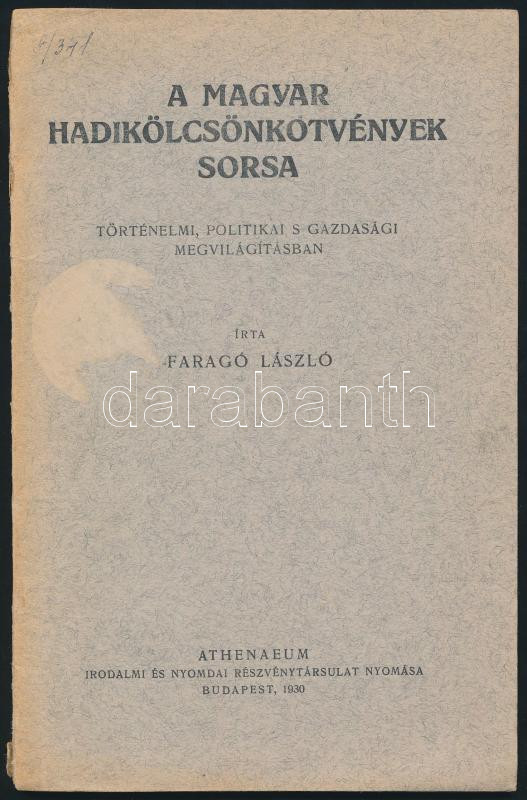 6/371
A MAGYAR
HADIKÖLCSÖNKÖTVÉNYEK
SORSA
TÖRTÉNELMI, POLITIKAI S GAZDASÁGI
MEGVILÁGÍTÁSBAN
ÍRTA
FARAGÓ LÁSZLÓ
darabanth
ATHENAEUM
IRODALMI ÉS NYOMDAI RÉSZVÉNYTÁRSULAT NYOMÁSA
BUDAPEST, 1930